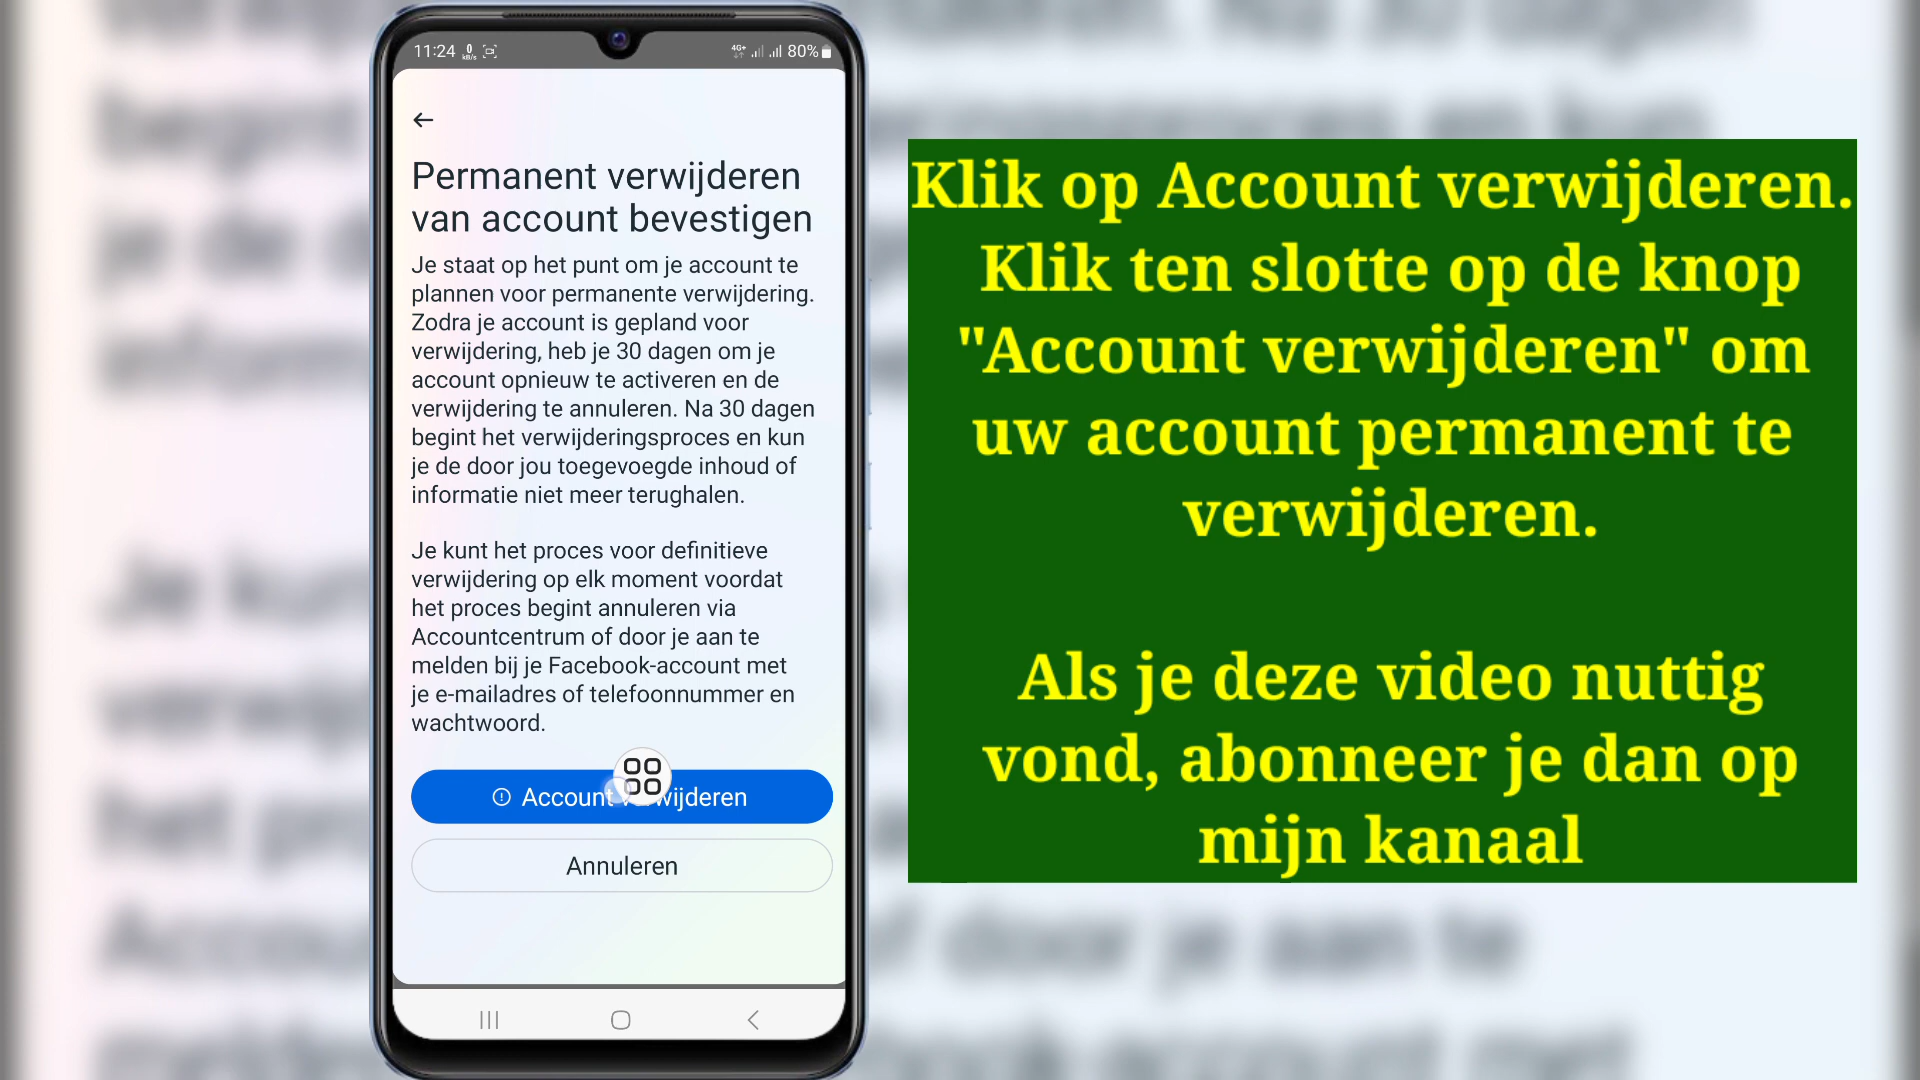 11:24 0 kB/s 4G+ 80%
Permanent verwijderen
van account bevestigen
Je staat op het punt om je account te
plannen voor permanente verwijdering.
Zodra je account is gepland voor
verwijdering, heb je 30 dagen om je
account opnieuw te activeren en de
verwijdering te annuleren. Na 30 dagen
begint het verwijderingsproces en kun
je de door jou toegevoegde inhoud of
informatie niet meer terughalen.
Je kunt het proces voor definitieve
verwijdering op elk moment voordat
het proces begint annuleren via
Accountcentrum of door je aan te
melden bij je Facebook-account met
je e-mailadres of telefoonnummer en
wachtwoord.
Account verwijderen
Annuleren
Klik op Account verwijderen.
Klik ten slotte op de knop
"Account verwijderen" om
uw account permanent te
verwijderen.
Als je deze video nuttig
vond, abonneer je dan op
mijn kanaal